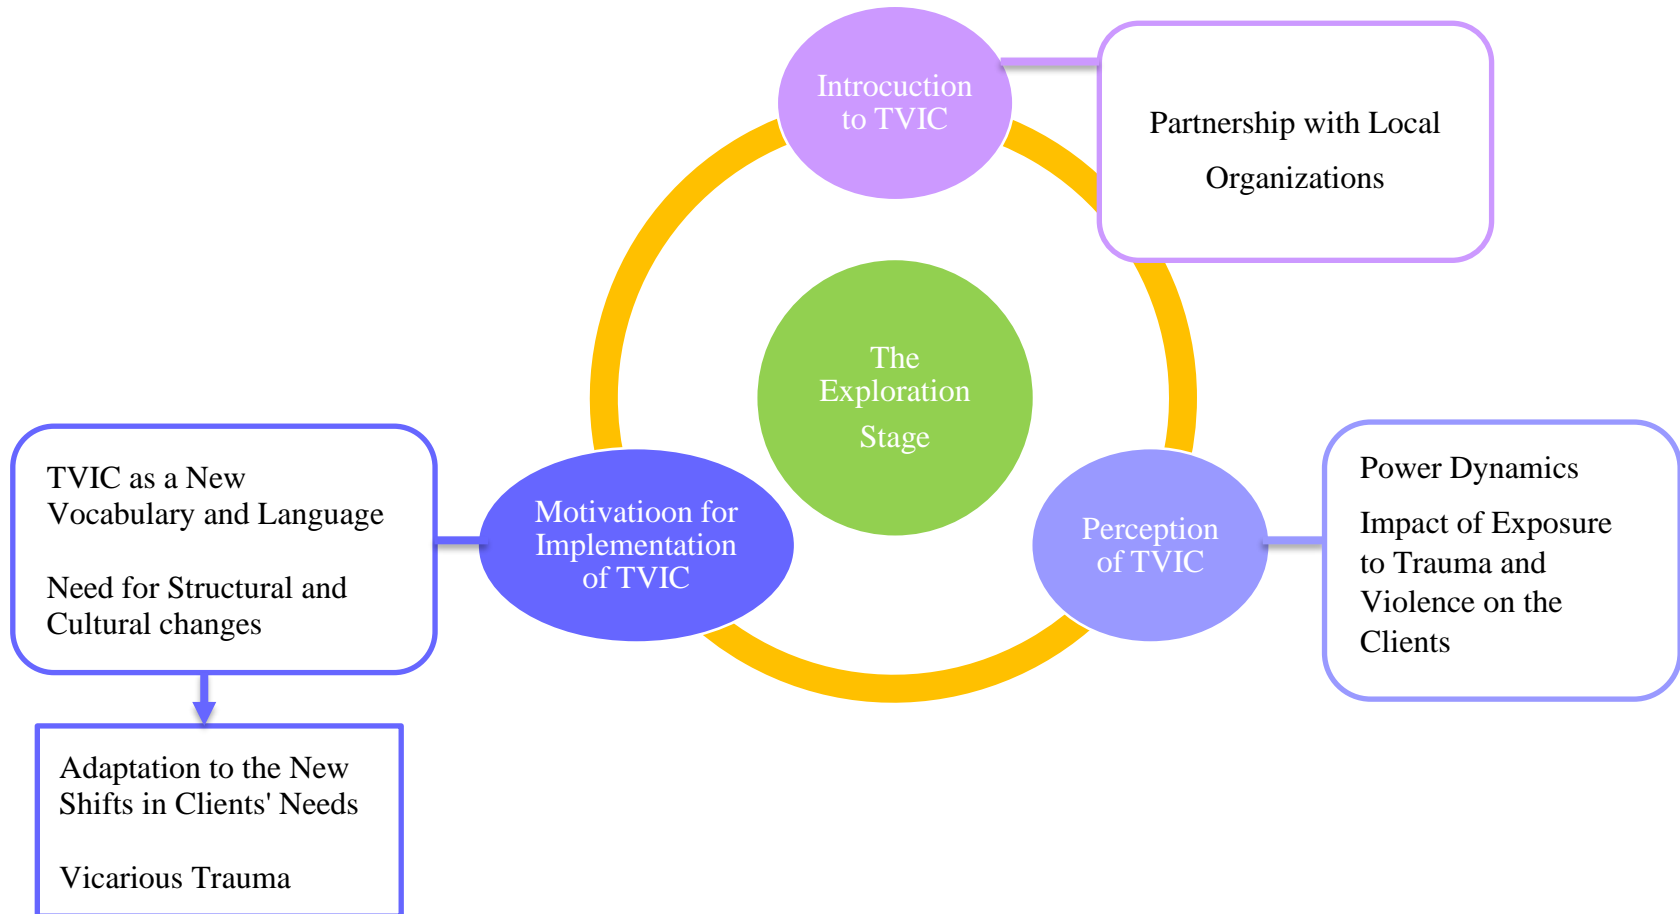 Introcuction
to TVIC
Partnership with Local
Organizations
The
Exploration
Stage
TVIC as a New
Vocabulary and Language
Need for Structural and
Cultural changes
Motivatioon for
Implementation
of TVIC
Perception
of TVIC
Power Dynamics
Impact of Exposure
to Trauma and
Violence on the
Clients
Adaptation to the New
Shifts in Clients' Needs
Vicarious Trauma